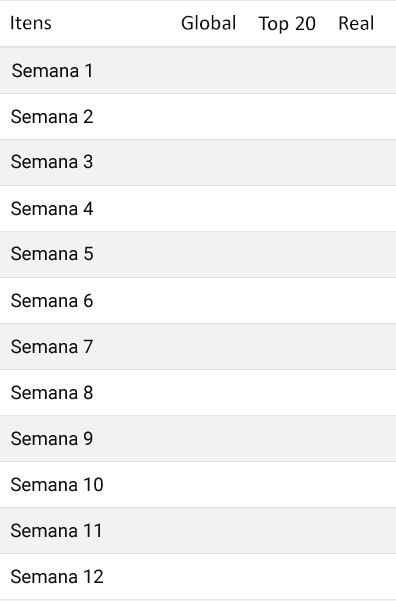 Itens Global Top 20 Real
Semana 1
Semana 2
Semana 3
Semana 4
Semana 5
Semana 6
Semana 7
Semana 8
Semana 9
Semana 10
Semana 11
Semana 12